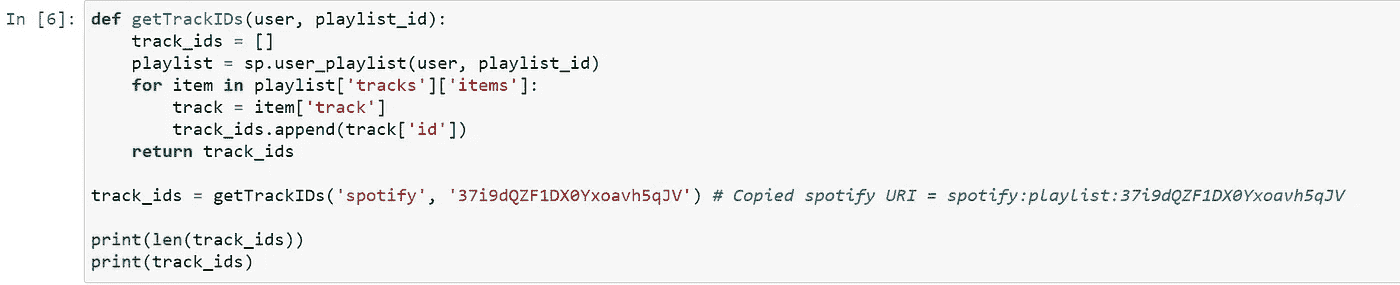 In [6]: def getTrackIDs(user, playlist_id):
    track_ids = []
    playlist = sp.user_playlist(user, playlist_id)
    for item in playlist['tracks']['items']:
        track = item['track']
        track_ids.append(track['id'])
    return track_ids
track_ids = getTrackIDs('spotify', '37i9dQZF1DX0Yxoavh5qJV') # Copied spotify URI = spotify:playlist:37i9dQZF1DX0Yxoavh5qJV
print(len(track_ids))
print(track_ids)